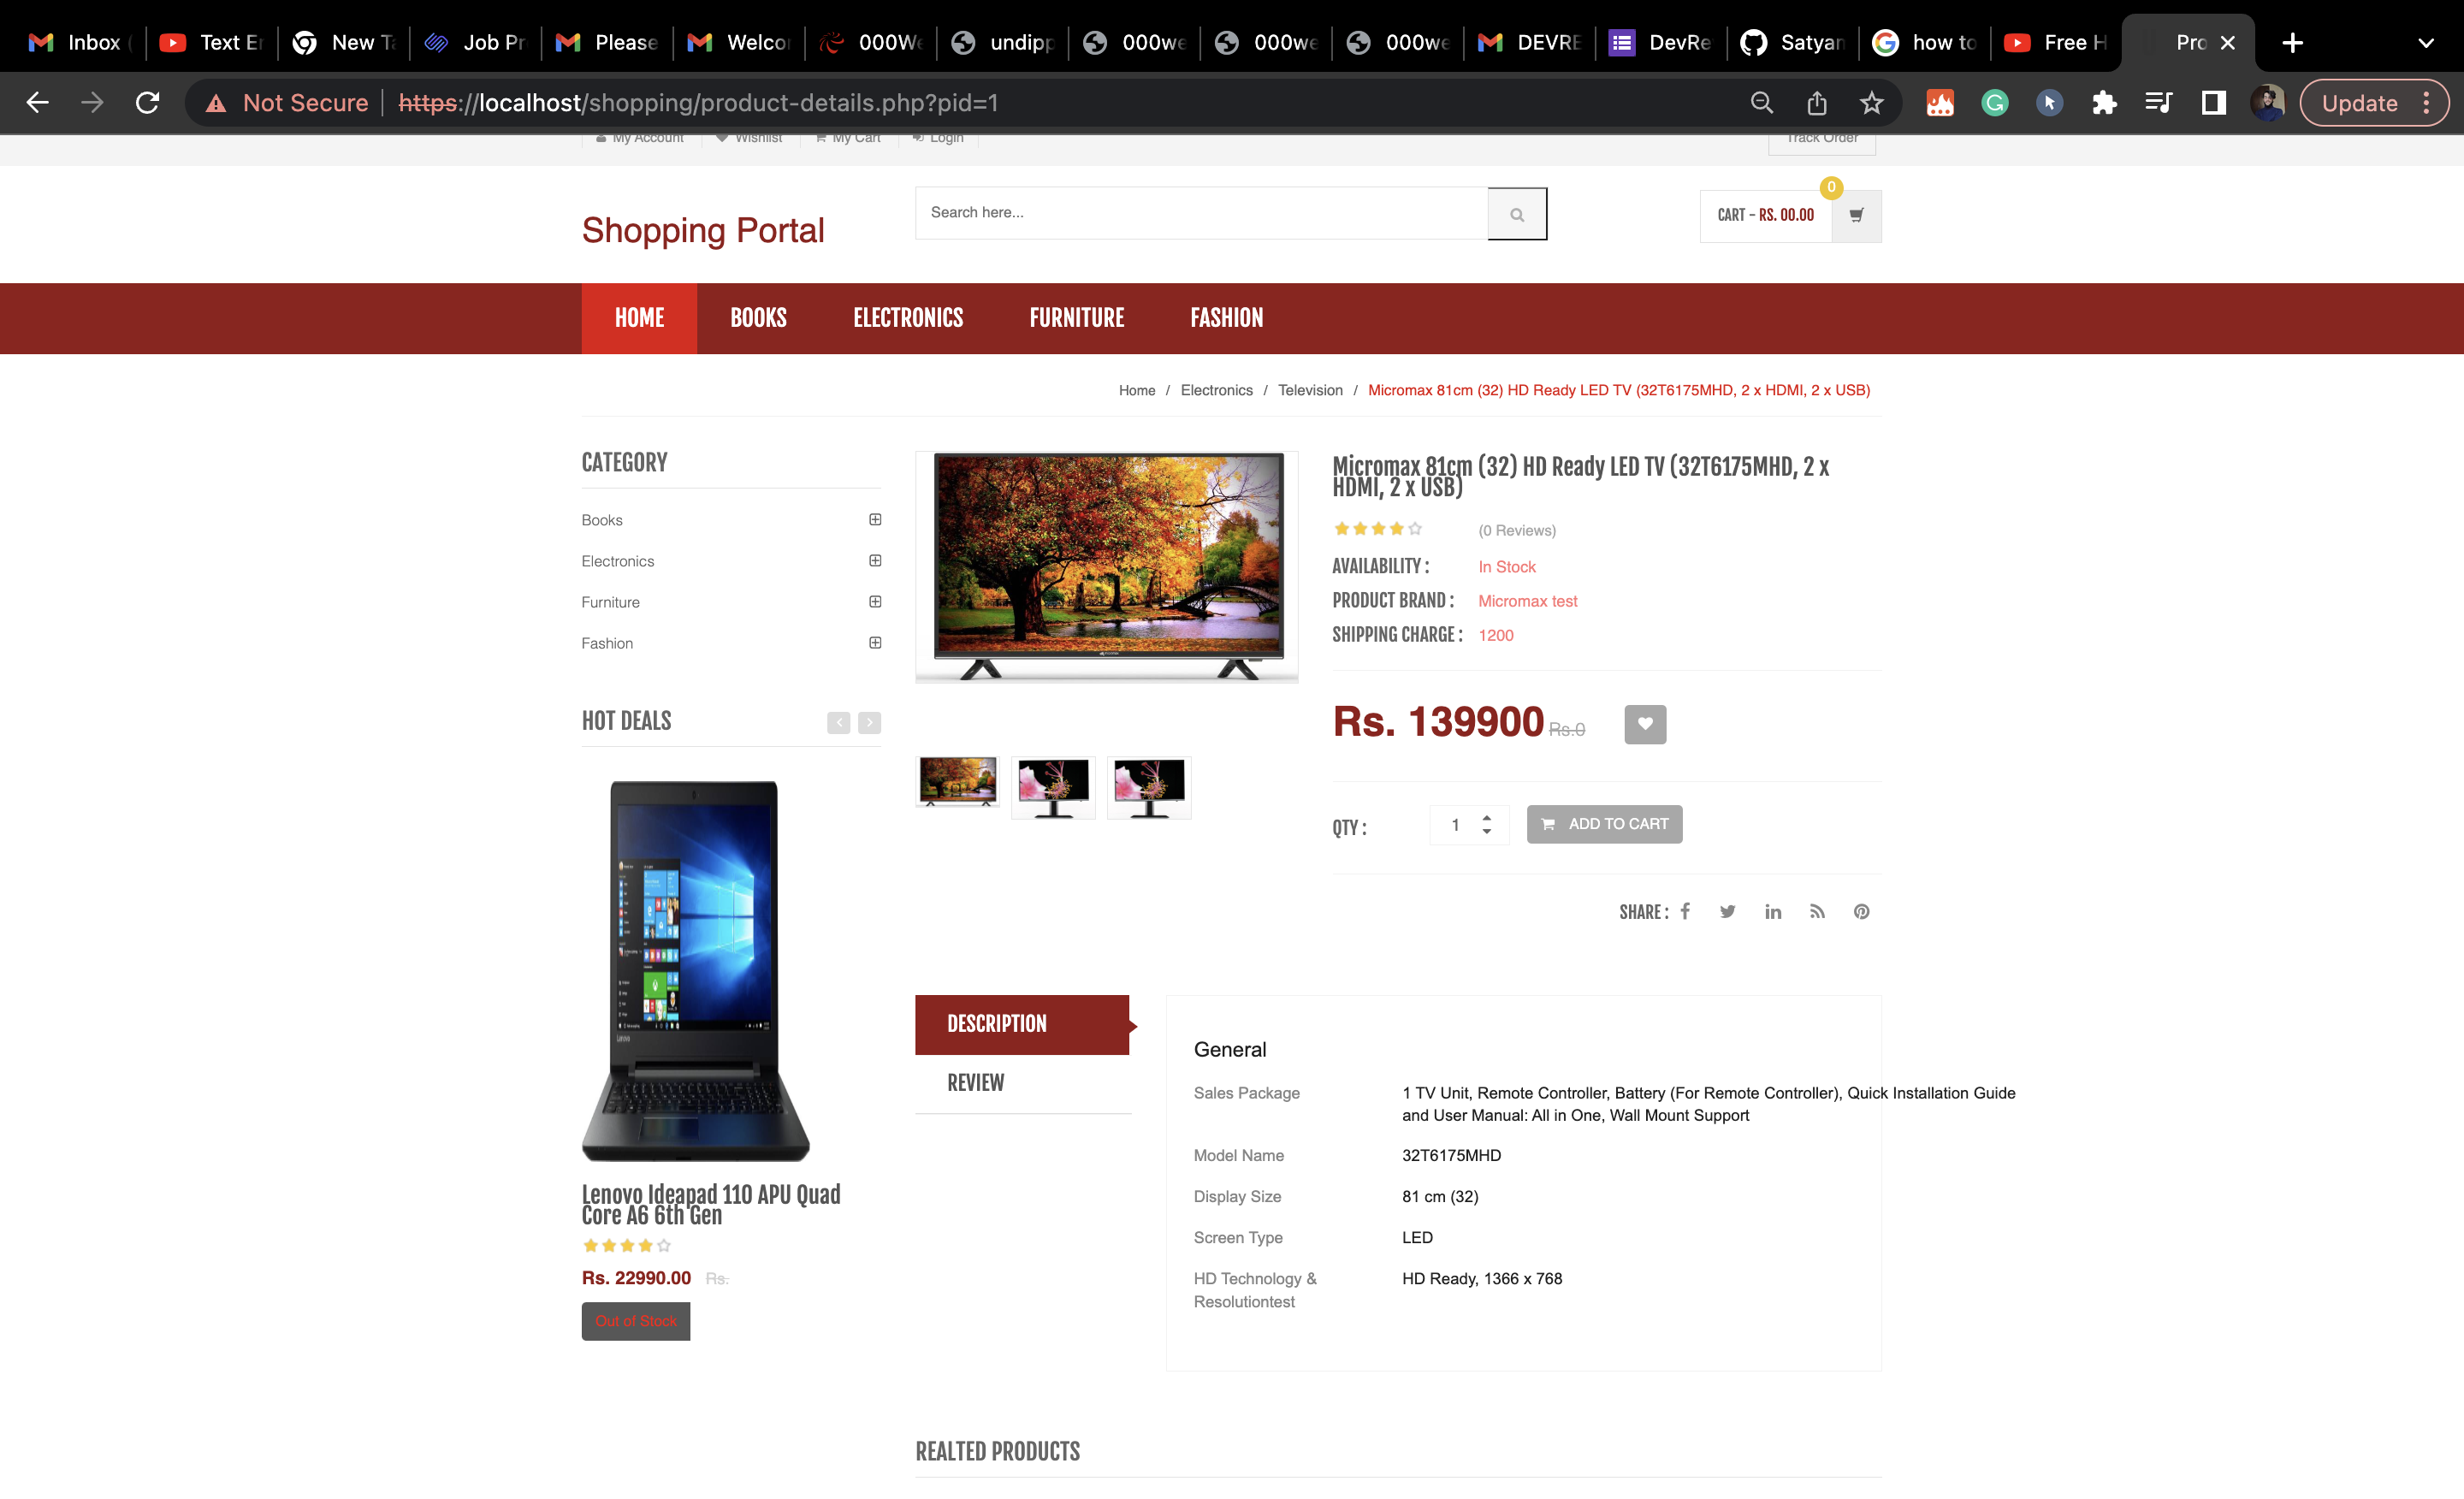 Inbox (
Text Er
New Ta
Job Pr
Please
Welcor
000We
undipp
000we
000we
000we
DEVRE
DevRe
Satyan
how to
Free H
Pro
Not Secure
https://localhost/shopping/product-details.php?pid=1
Update
My Account
Wishlist
My Cart
Login
Track Order
Shopping Portal
Search here...
CART - RS. 00.00
0
HOME
BOOKS
ELECTRONICS
FURNITURE
FASHION
Home / Electronics / Television / Micromax 81cm (32) HD Ready LED TV (32T6175MHD, 2 x HDMI, 2 x USB)
CATEGORY
Books
Electronics
Furniture
Fashion
HOT DEALS
Lenovo Ideapad 110 APU Quad
Core A6 6th Gen
Rs. 22990.00 Rs.
Out of Stock
Micromax 81cm (32) HD Ready LED TV (32T6175MHD, 2 x
HDMI, 2 x USB)
(0 Reviews)
AVAILABILITY : In Stock
PRODUCT BRAND : Micromax test
SHIPPING CHARGE : 1200
Rs. 139900 Rs.0
QTY : 1 ADD TO CART
SHARE :
DESCRIPTION
REVIEW
General
Sales Package 1 TV Unit, Remote Controller, Battery (For Remote Controller), Quick Installation Guide
and User Manual: All in One, Wall Mount Support
Model Name 32T6175MHD
Display Size 81 cm (32)
Screen Type LED
HD Technology & HD Ready, 1366 x 768
Resolutiontest
REALTED PRODUCTS